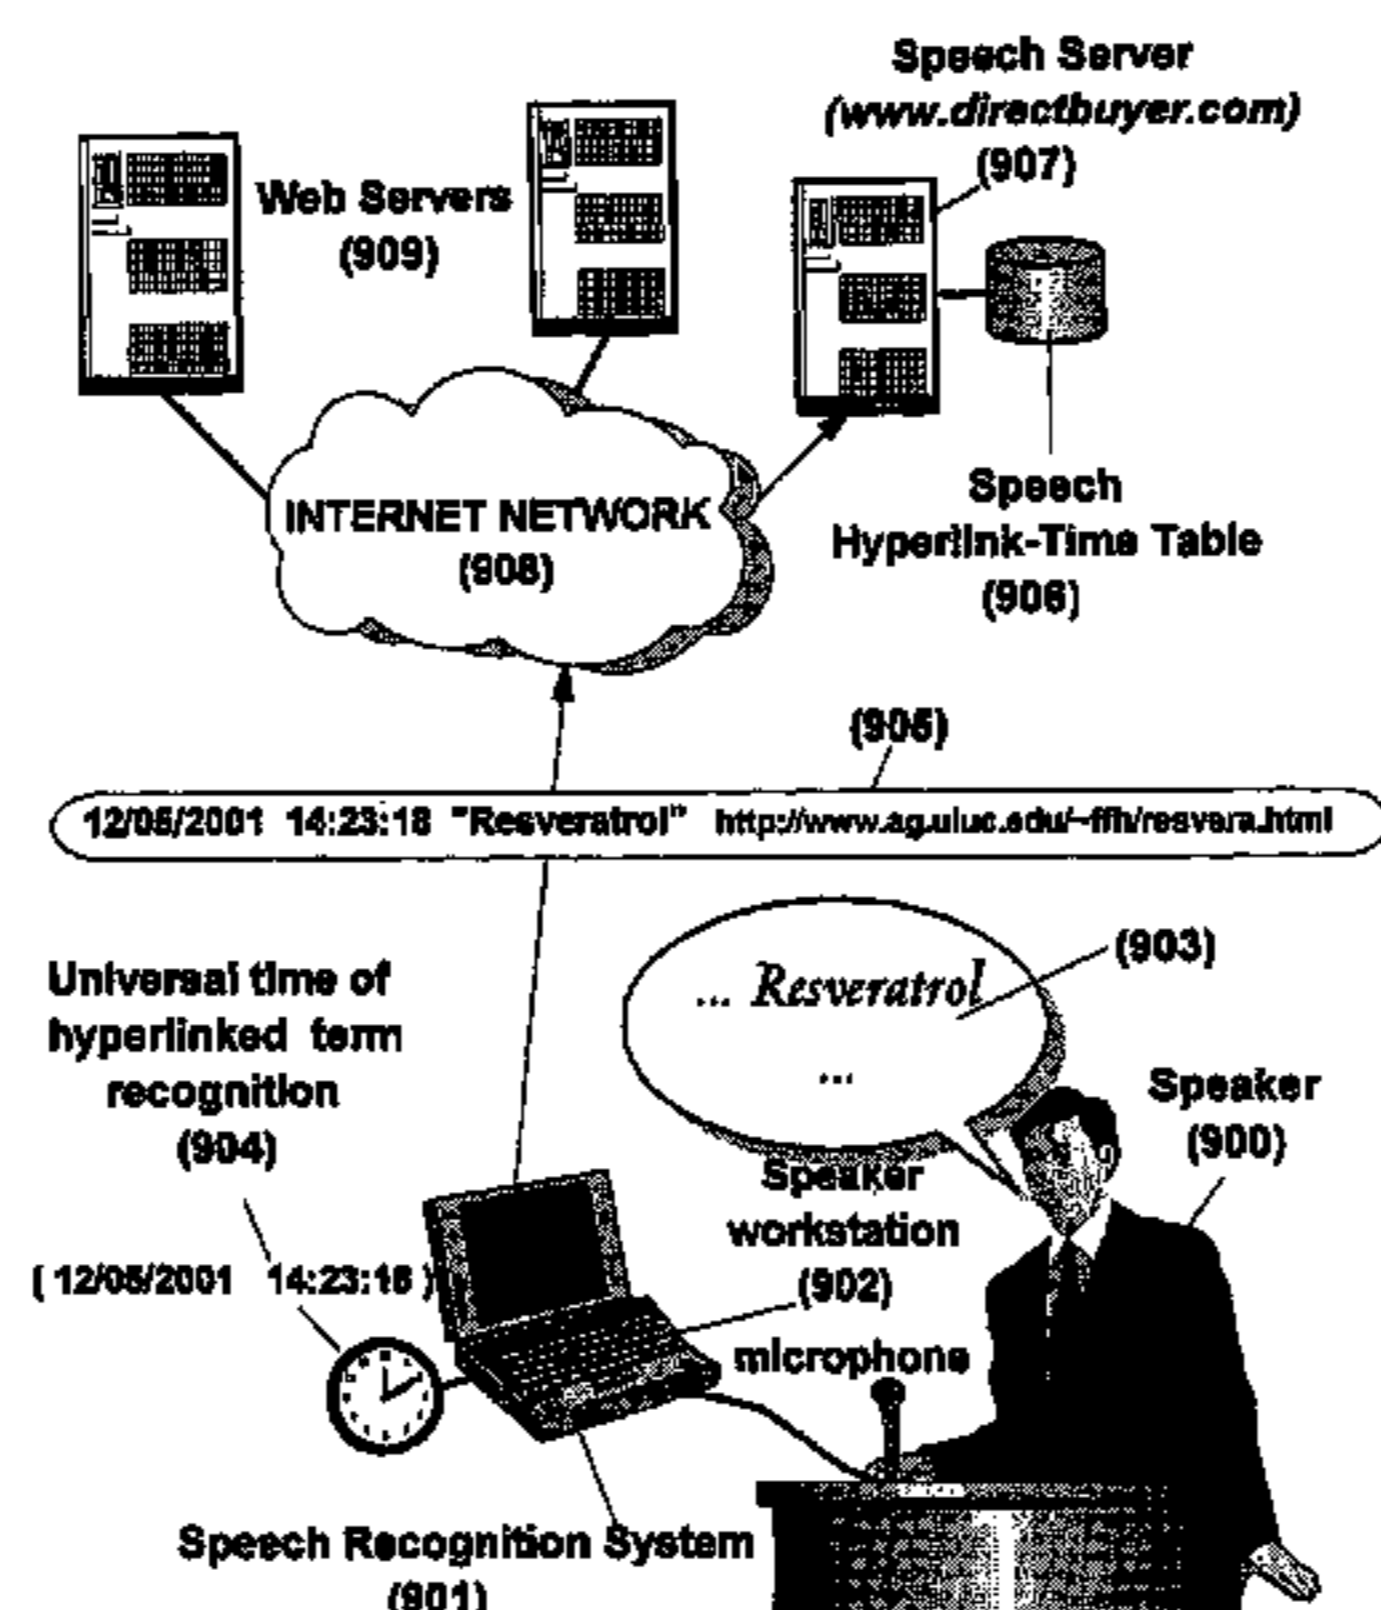 Speech Server
(www.directbuyer.com)
(907)
Web Servers
(909)
INTERNET NETWORK
(908)
Speech
Hyperlink-Time Table
(906)
(905)
12/05/2001 14:23:18 "Resveratrol" http://www.ag.uiuc.edu/~ffh/resvera.html
(903)
... Resveratrol
...
Universal time of
hyperlinked term
recognition
(904)
Speaker
(900)
Speaker
workstation
(902)
( 12/05/2001 14:23:18 )
microphone
Speech Recognition System
(901)